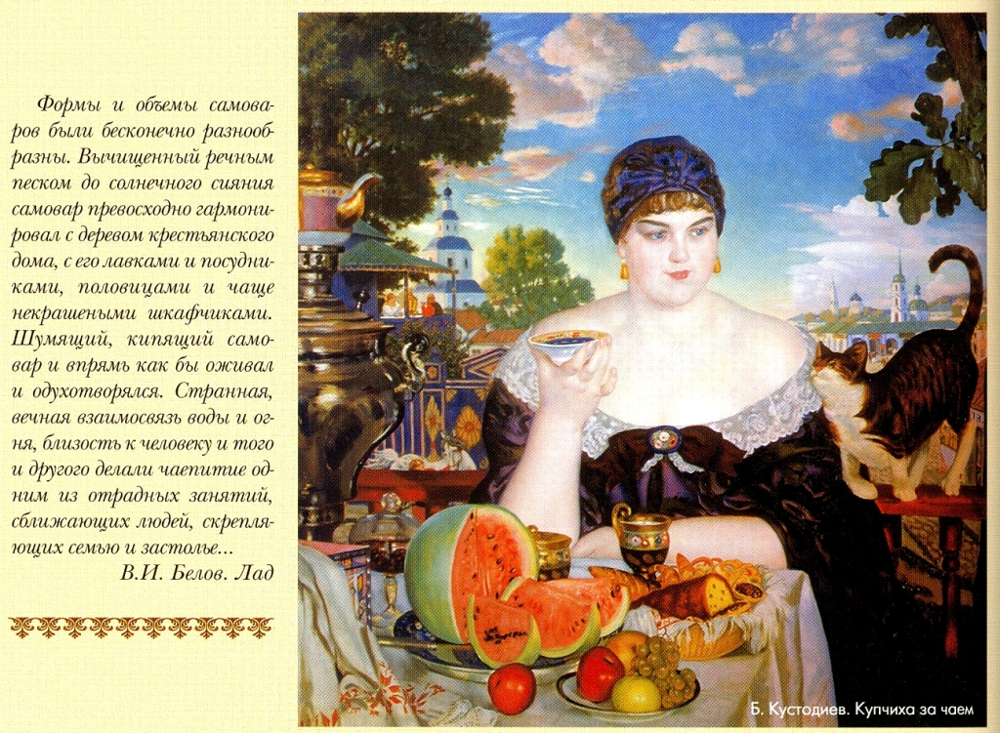 Формы и объемы самова-
ров были бесконечно разнооб-
разны. Вычищенный речным
песком до солнечного сияния
самовар превосходно гармони-
ровал с деревом крестьянского
дома, с его лавками и посудни-
ками, половицами и чаще
некрашеными шкафчиками.
Шумящий, кипящий само-
вар и впрямь как бы оживал
и одухотворялся. Странная,
вечная взаимосвязь воды и ог-
ня, близость к человеку и того
и другого делали чаепитие од-
ним из отрадных занятий,
сближающих людей, скрепля-
ющих семью и застолье...
В.И. Белов. Лад
Б. Кустодиев. Купчиха за чаем